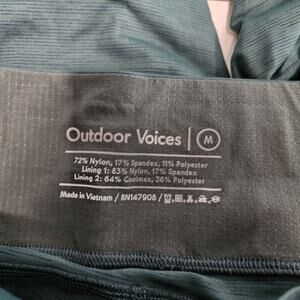 Outdoor Voices | M
72% Nylon, 17% Spandex, 11% Polyester
Lining 1: 83% Nylon, 17% Spandex
Lining 2: 64% Coolmax, 36% Polyester
Made in Vietnam / RN147908 /